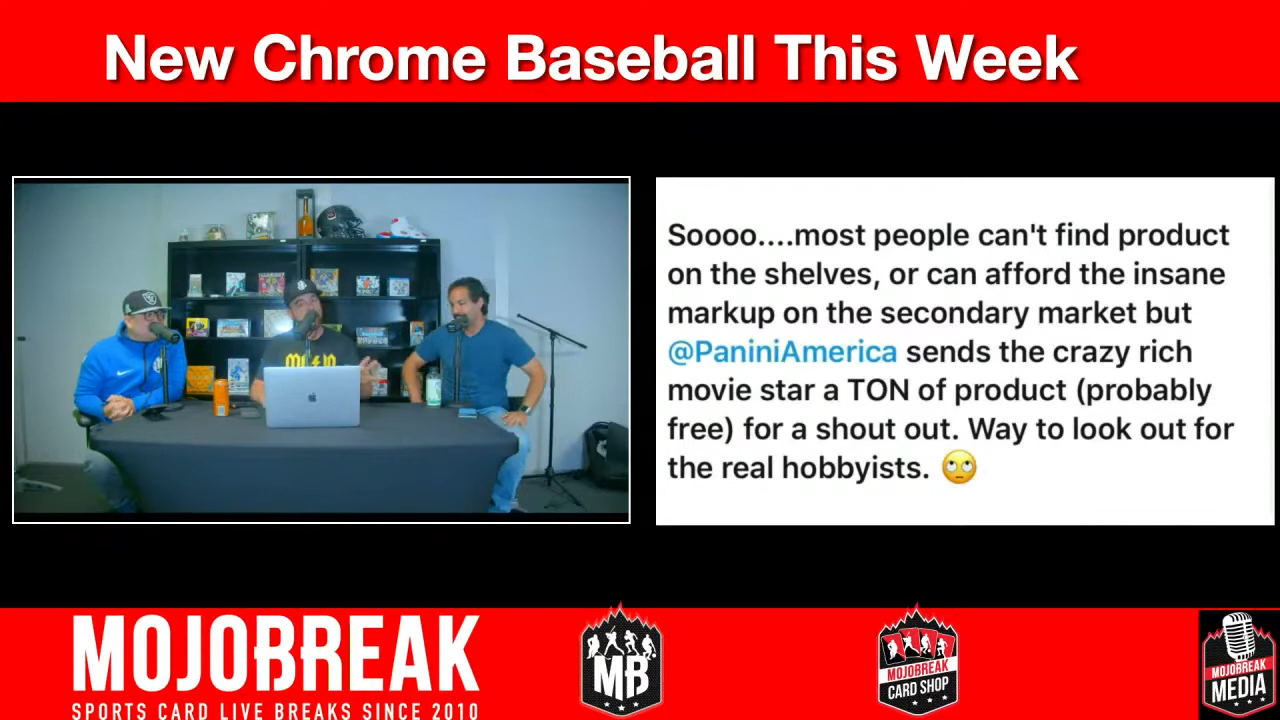 New Chrome Baseball This Week
Soooo....most people can't find product
on the shelves, or can afford the insane
markup on the secondary market but
@PaniniAmerica sends the crazy rich
movie star a TON of product (probably
free) for a shout out. Way to look out for
the real hobbyists. 🙄
MOJOBREAK
SPORTS CARD LIVE BREAKS SINCE 2010
MB
MOJOBREAK
CARD SHOP
MOJOBREAK
MEDIA